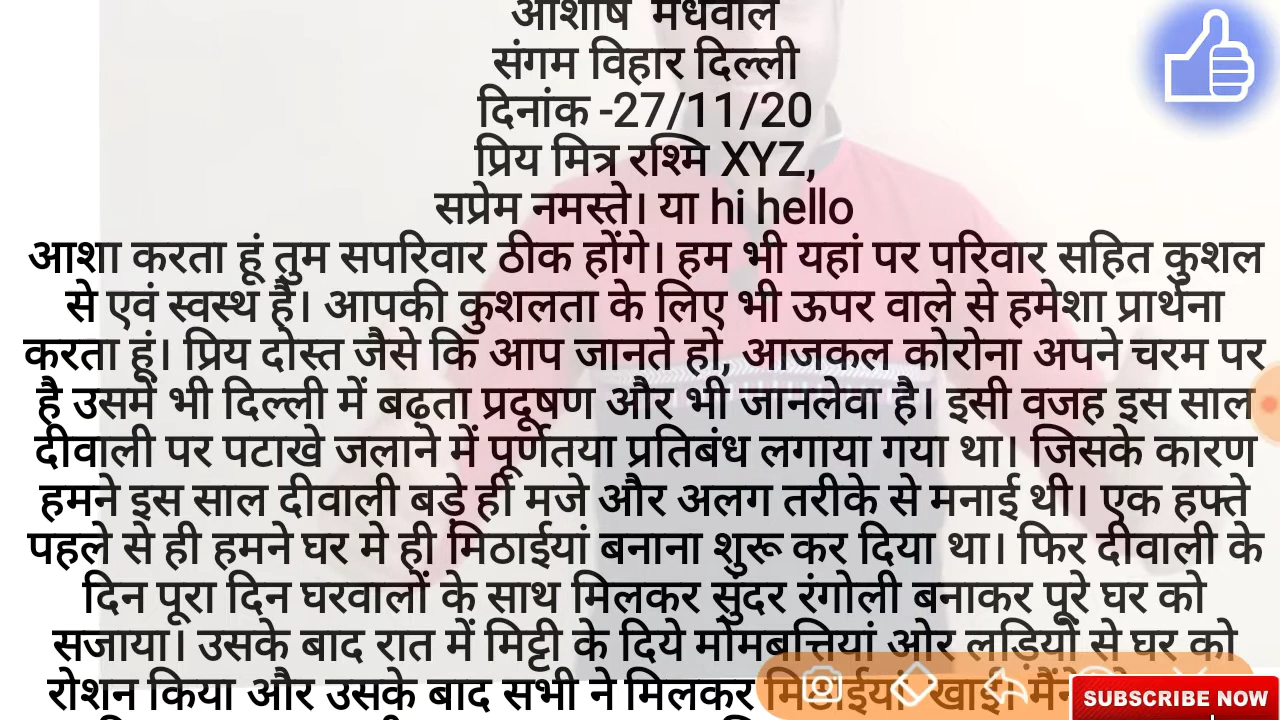 आशीष मधवाल
संगम विहार दिल्ली
दिनांक -27/11/20
प्रिय मित्र रश्मि XYZ,
सप्रेम नमस्ते। या hi hello
आशा करता हूं तुम सपरिवार ठीक होंगे। हम भी यहां पर परिवार सहित कुशल
से एवं स्वस्थ है। आपकी कुशलता के लिए भी ऊपर वाले से हमेशा प्रार्थना
करता हूं। प्रिय दोस्त जैसे कि आप जानते हो, आजकल कोरोना अपने चरम पर
है उसमें भी दिल्ली में बढ़ता प्रदूषण और भी जानलेवा है। इसी वजह इस साल
दीवाली पर पटाखे जलाने में पूर्णतया प्रतिबंध लगाया गया था। जिसके कारण
हमने इस साल दीवाली बड़े ही मजे और अलग तरीके से मनाई थी। एक हफ्ते
पहले से ही हमने घर मे ही मिठाईयां बनाना शुरू कर दिया था। फिर दीवाली के
दिन पूरा दिन घरवालों के साथ मिलकर सुंदर रंगोली बनाकर पूरे घर को
सजाया। उसके बाद रात में मिट्टी के दिये मोमबत्तियां ओर लड़ियों से घर को
रोशन किया और उसके बाद सभी ने मिलकर मिठाईयां खाई। मैंने
SUBSCRIBE NOW